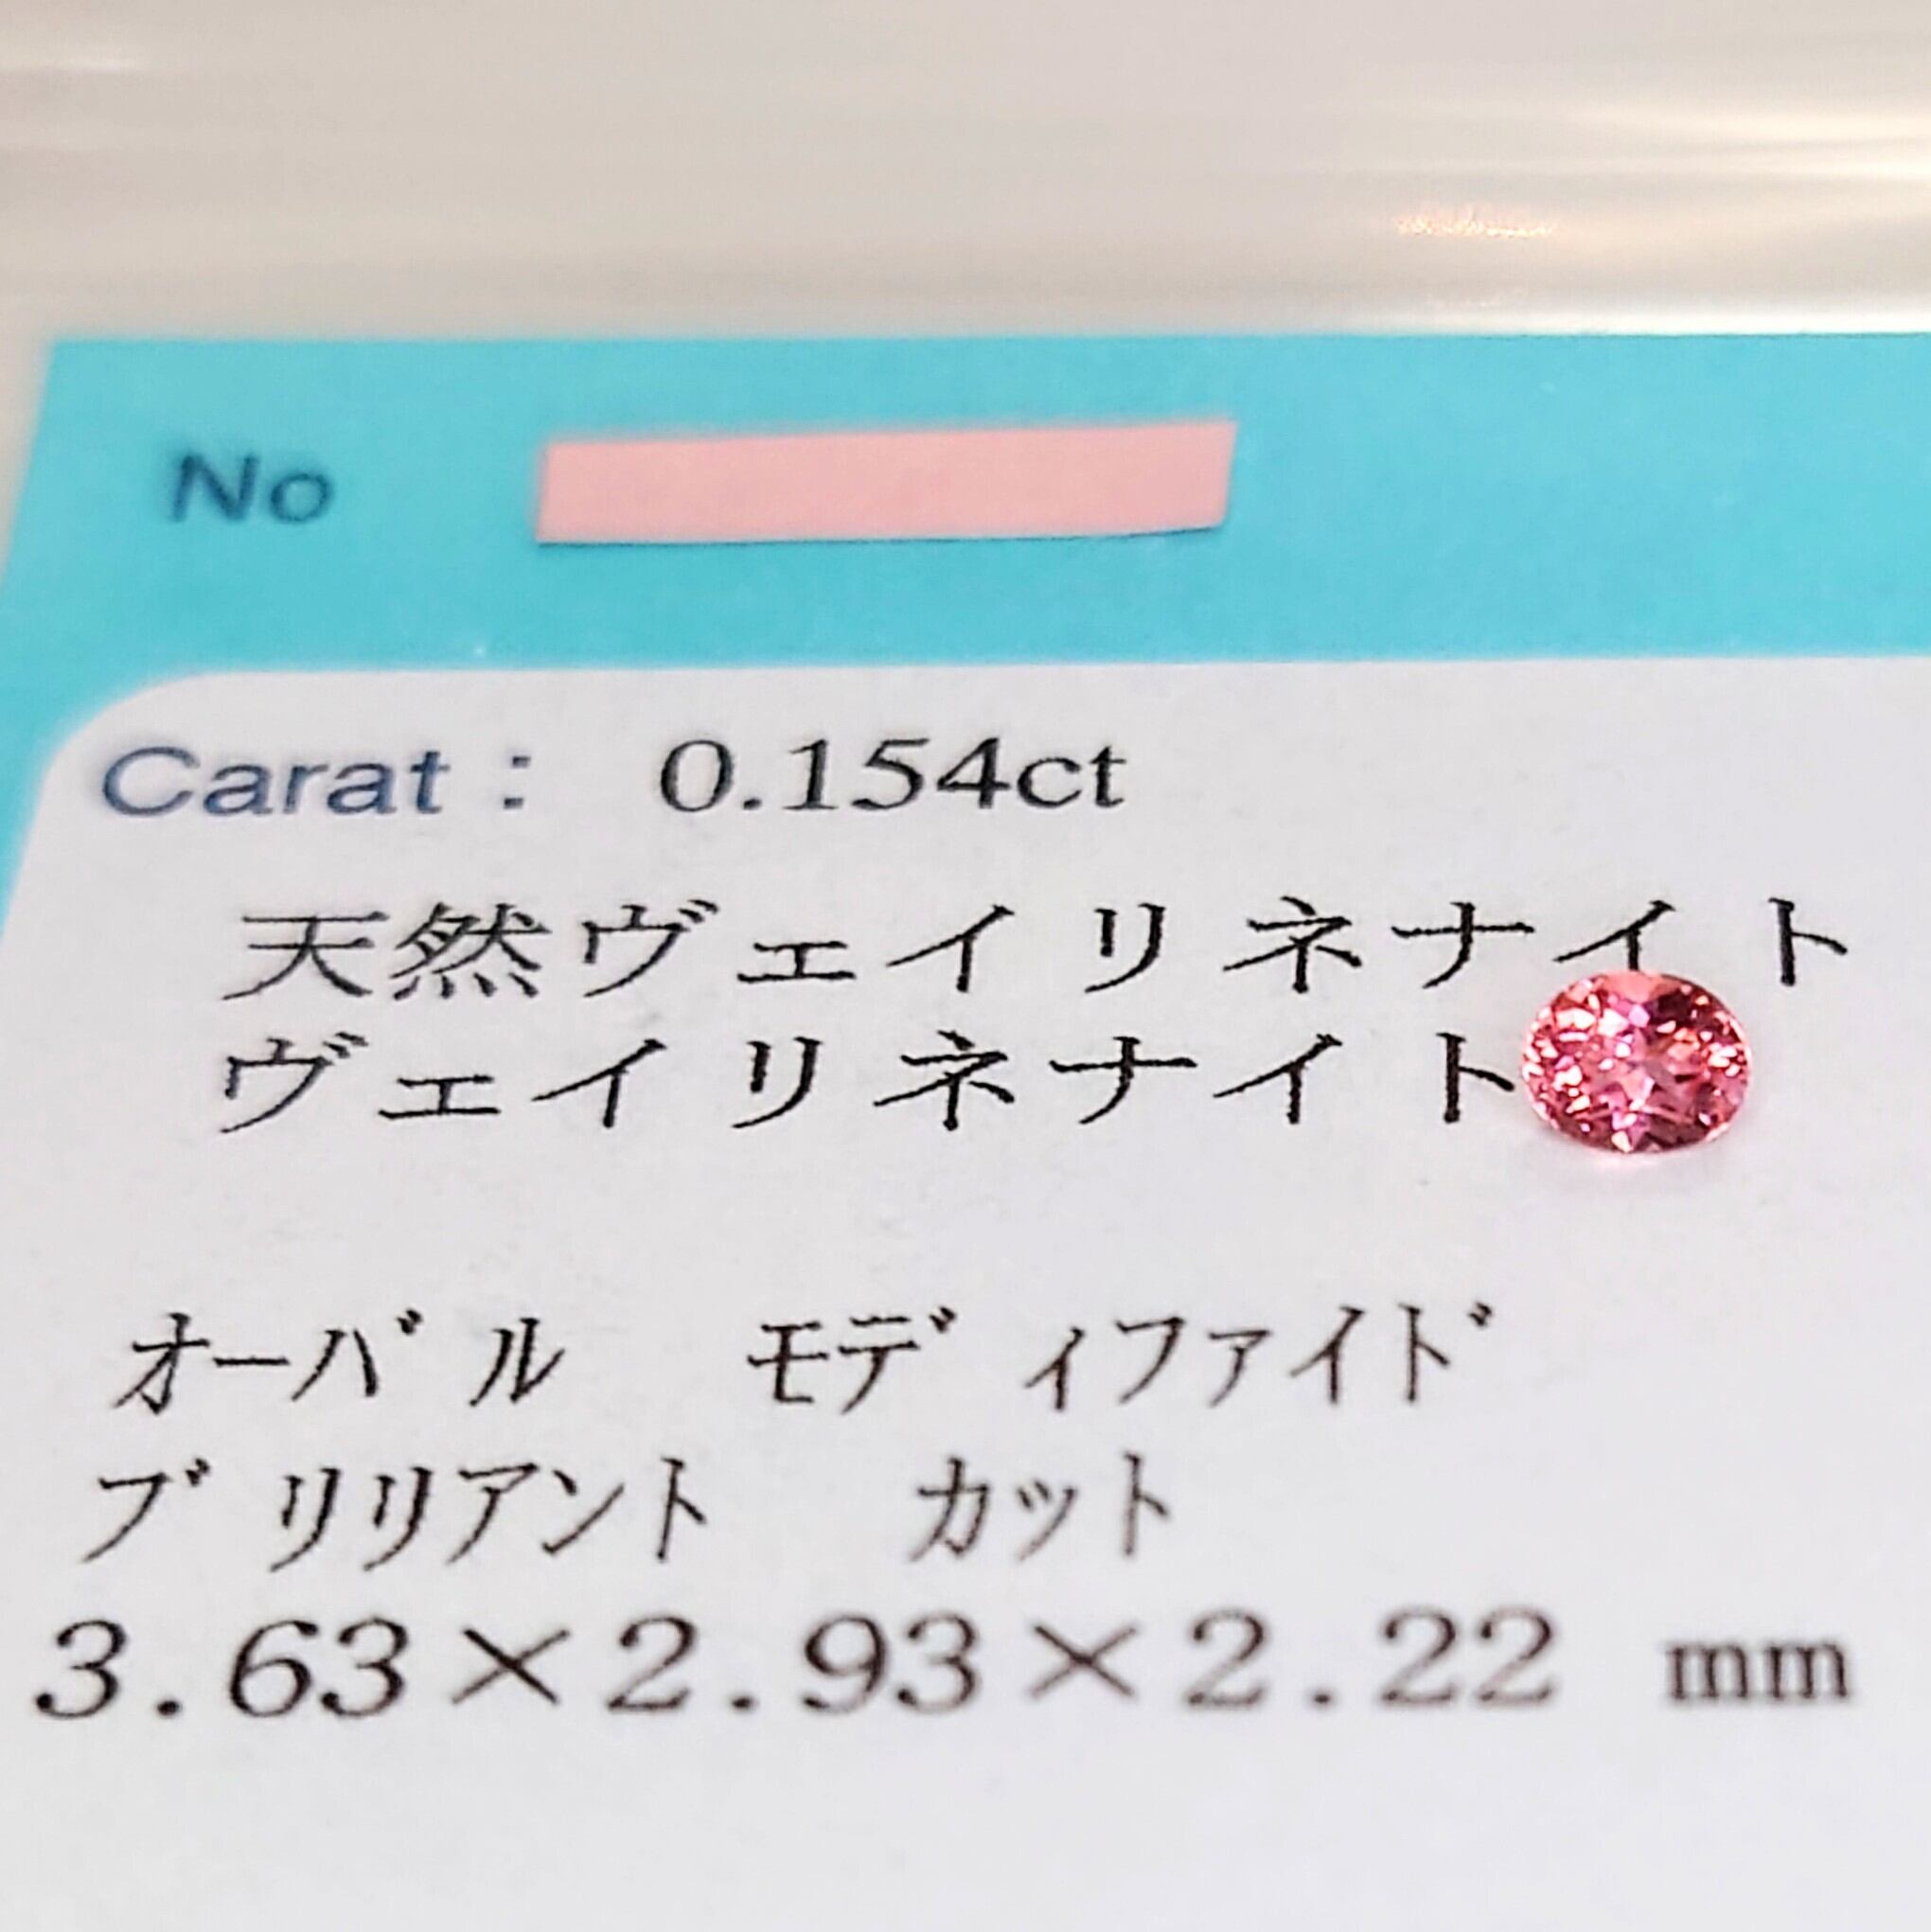 No
Carat : 0.154ct
天然ヴェイリネナイト
ヴェイリネナイト
オーバル モディファイド
ブリリアント カット
3.63×2.93×2.22 mm